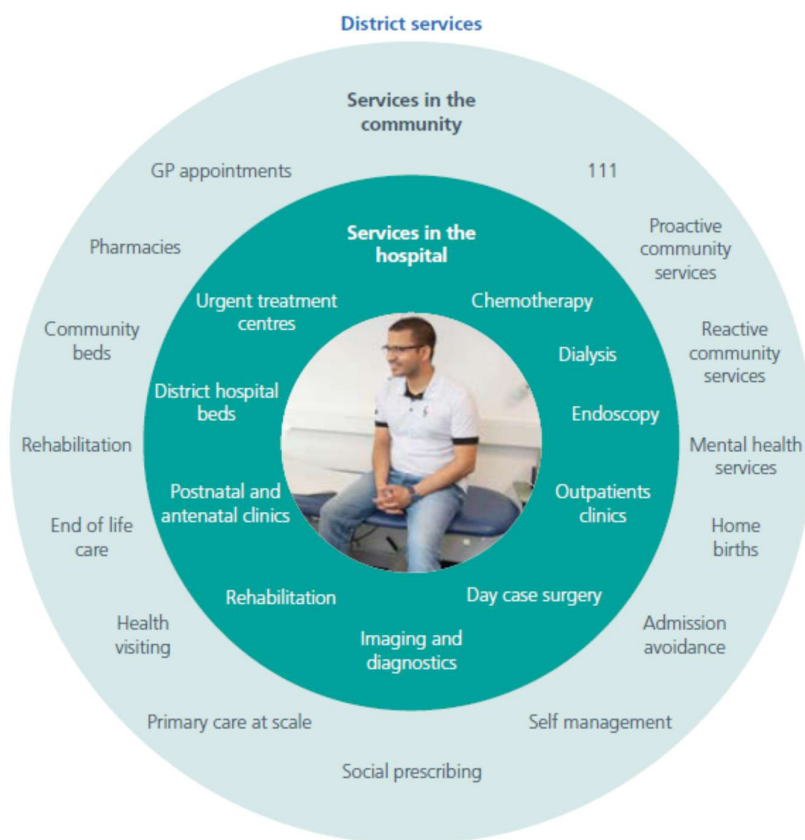 District services
Services in the
community
GP appointments
111
Pharmacies
Proactive
community
services
Community
beds
Reactive
community
services
Rehabilitation
Mental health
services
End of life
care
Home
births
Health
visiting
Admission
avoidance
Primary care at scale
Self management
Social prescribing
Services in the
hospital
Urgent treatment
centres
Chemotherapy
Dialysis
District hospital
beds
Endoscopy
Postnatal and
antenatal clinics
Outpatients
clinics
Rehabilitation
Day case surgery
Imaging and
diagnostics